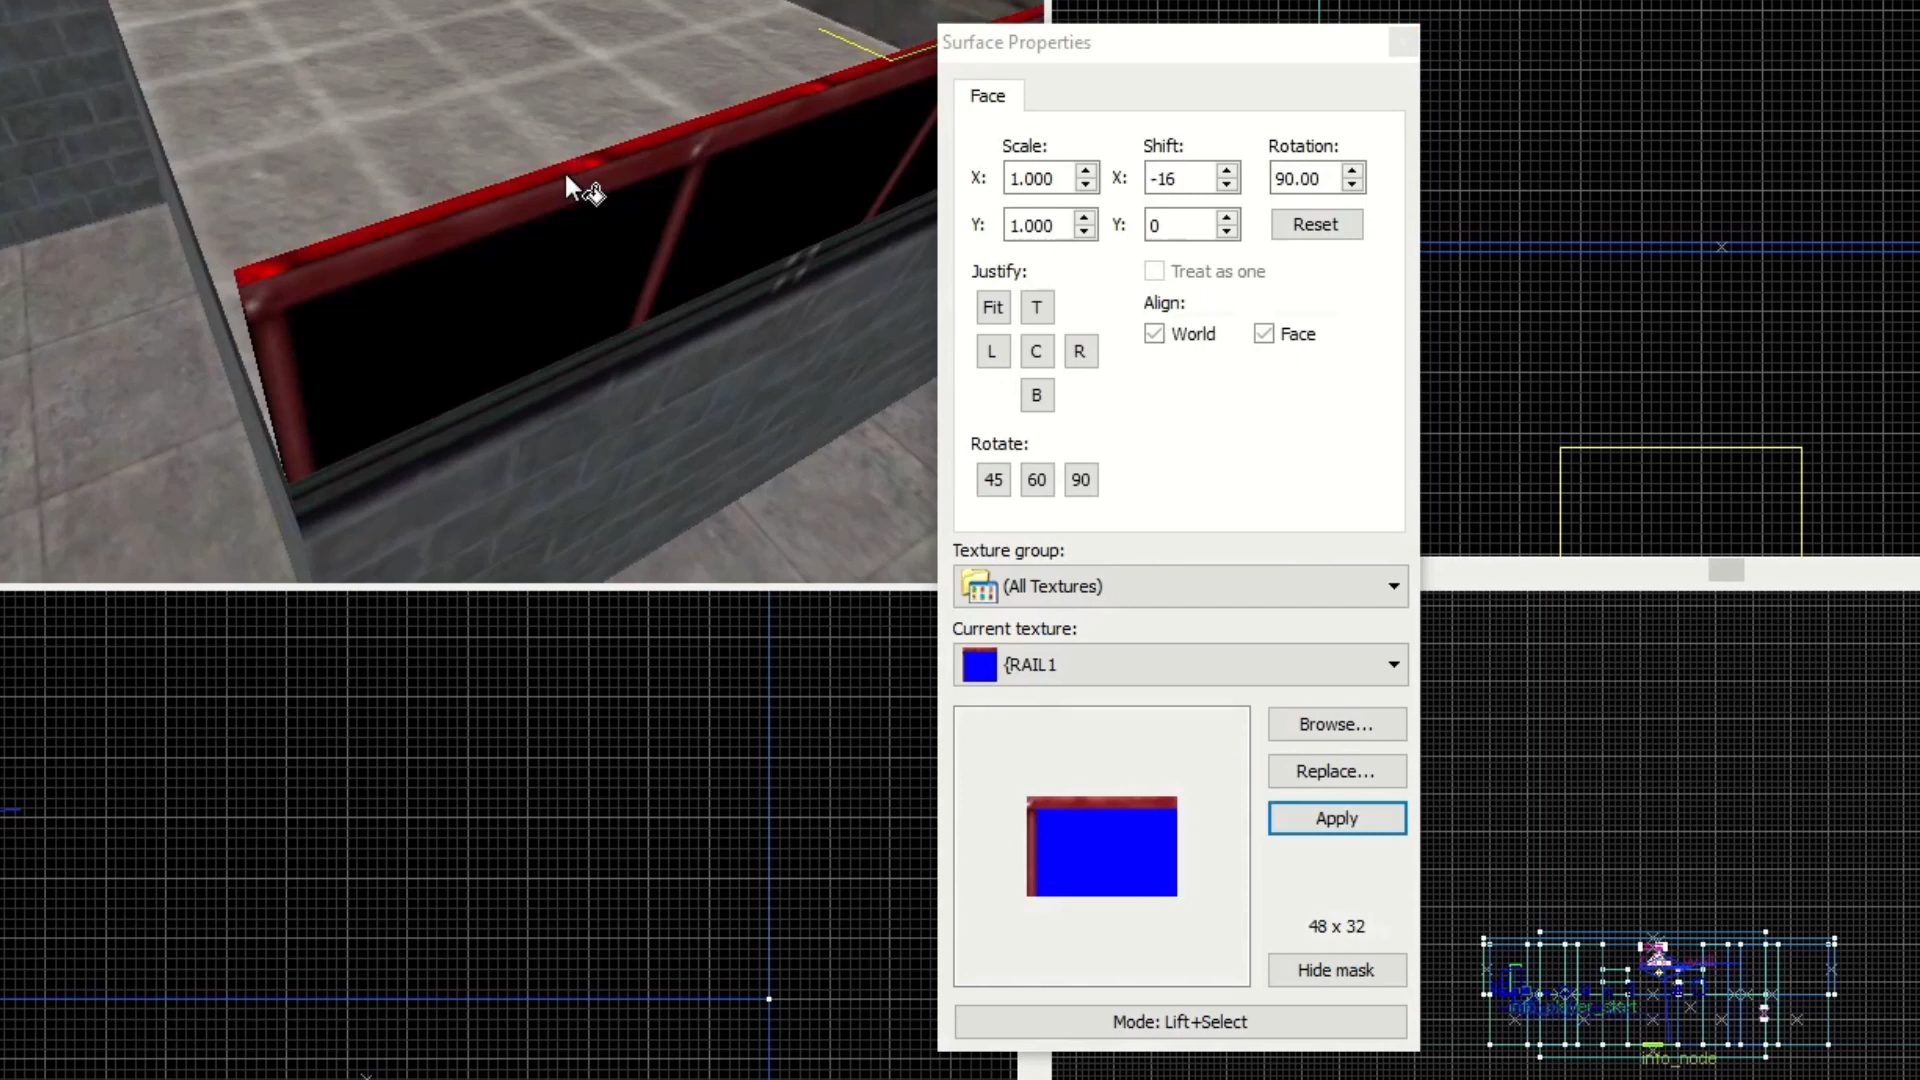 Surface Properties
Face
Scale: Shift: Rotation:
X: 1.000 X: -16 90.00
Y: 1.000 Y: 0 Reset
Justify: Treat as one
Fit T Align:
World Face
L C R
B
Rotate:
45 60 90
Texture group:
(All Textures)
Current texture:
{RAIL1
Browse...
Replace...
Apply
48 x 32
Hide mask
Mode: Lift+Select
info_player_start
info_node